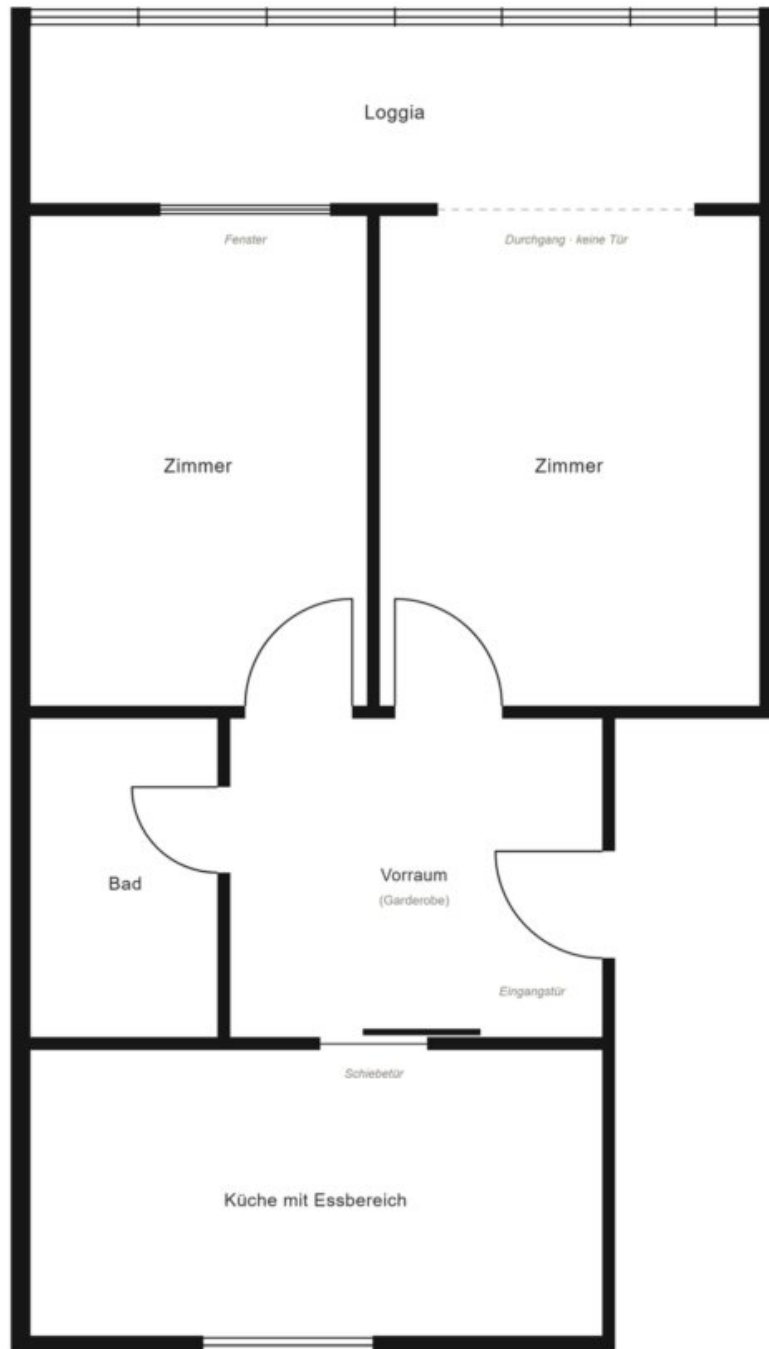 Loggia
Fenster
Durchgang · keine Tür
Zimmer
Zimmer
Bad
Vorraum
(Garderobe)
Eingangstür
Schiebetür
Küche mit Essbereich